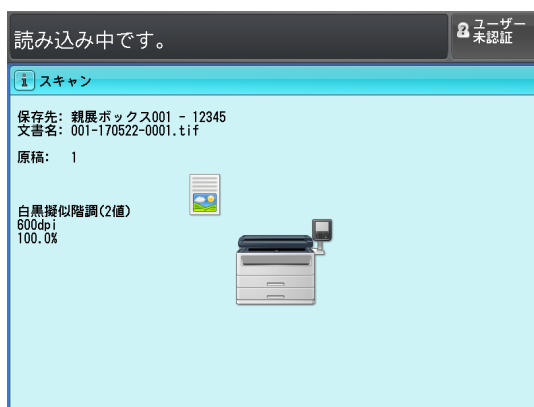 読み込み中です。
ユーザー
未認証
スキャン
保存先: 親展ボックス001 - 12345
文書名: 001-170522-0001.tif
原稿: 1
白黒擬似階調(2値)
600dpi
100.0%